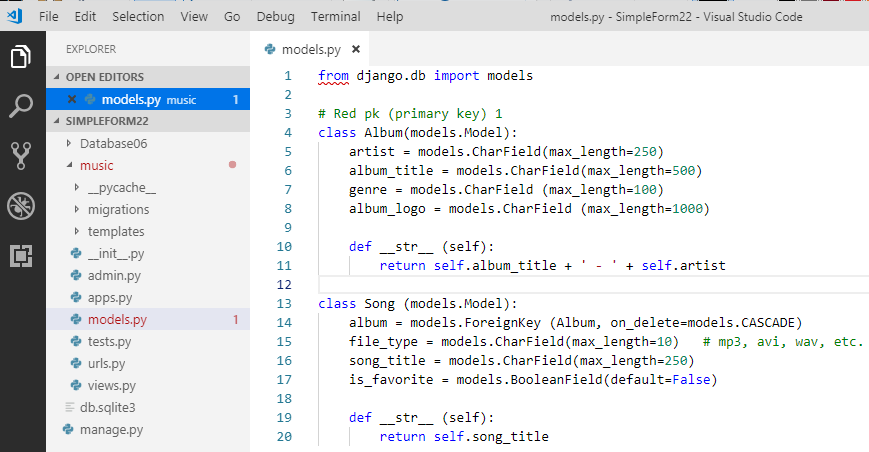 File Edit Selection View Go Debug Terminal Help models.py - SimpleForm22 - Visual Studio Code
EXPLORER
OPEN EDITORS
models.py music 1
SIMPLEFORM22
Database06
music
__pycache__
migrations
templates
__init__.py
admin.py
apps.py
models.py 1
tests.py
urls.py
views.py
db.sqlite3
manage.py
models.py
1 from django.db import models
2
3 # Red pk (primary key) 1
4 class Album(models.Model):
5     artist = models.CharField(max_length=250)
6     album_title = models.CharField(max_length=500)
7     genre = models.CharField (max_length=100)
8     album_logo = models.CharField (max_length=1000)
9
10     def __str__ (self):
11         return self.album_title + ' - ' + self.artist
12
13 class Song (models.Model):
14     album = models.ForeignKey (Album, on_delete=models.CASCADE)
15     file_type = models.CharField(max_length=10)   # mp3, avi, wav, etc.
16     song_title = models.CharField(max_length=250)
17     is_favorite = models.BooleanField(default=False)
18
19     def __str__ (self):
20         return self.song_title